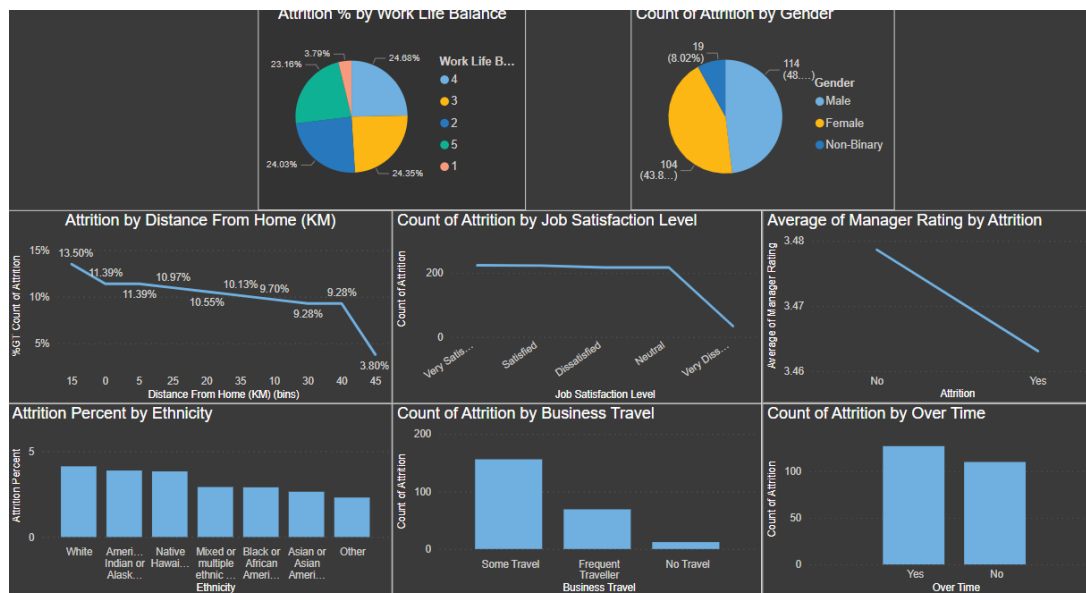 Attrition % by Work Life Balance
3.79%
23.16%
24.68%
24.03%
24.35%
Work Life B...
4
3
2
5
1
Count of Attrition by Gender
19
(8.02%)
114
(48....)
104
(43.8...)
Gender
Male
Female
Non-Binary
Attrition by Distance From Home (KM)
%GT Count of Attrition
15%
10%
5%
13.50%
11.39%
11.39%
10.97%
10.55%
10.13%
9.70%
9.28%
9.28%
3.80%
15 0 5 25 20 35 10 30 40 45
Distance From Home (KM) (bins)
Count of Attrition by Job Satisfaction Level
Count of Attrition
200
0
Very Satis...
Satisfied
Dissatisfied
Neutral
Very Diss...
Job Satisfaction Level
Average of Manager Rating by Attrition
Average of Manager Rating
3.48
3.47
3.46
No Yes
Attrition
Attrition Percent by Ethnicity
Attrition Percent
5
0
White
Ameri...
Indian or
Alask...
Native
Hawai...
Mixed or
multiple
ethnic ...
Black or
African
Ameri...
Asian or
Asian
Ameri...
Other
Ethnicity
Count of Attrition by Business Travel
Count of Attrition
200
100
0
Some Travel
Frequent
Traveller
No Travel
Business Travel
Count of Attrition by Over Time
Count of Attrition
100
50
0
Yes No
Over Time